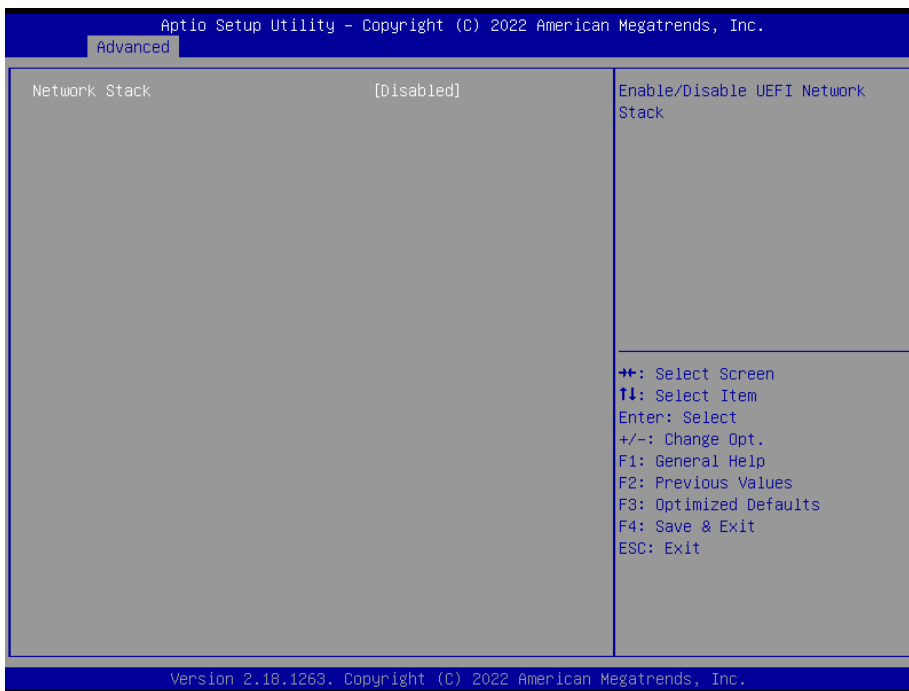 Aptio Setup Utility – Copyright (C) 2022 American Megatrends, Inc.
Advanced
Network Stack [Disabled]
Enable/Disable UEFI Network
Stack
→←: Select Screen
↑↓: Select Item
Enter: Select
+/-: Change Opt.
F1: General Help
F2: Previous Values
F3: Optimized Defaults
F4: Save & Exit
ESC: Exit
Version 2.18.1263. Copyright (C) 2022 American Megatrends, Inc.